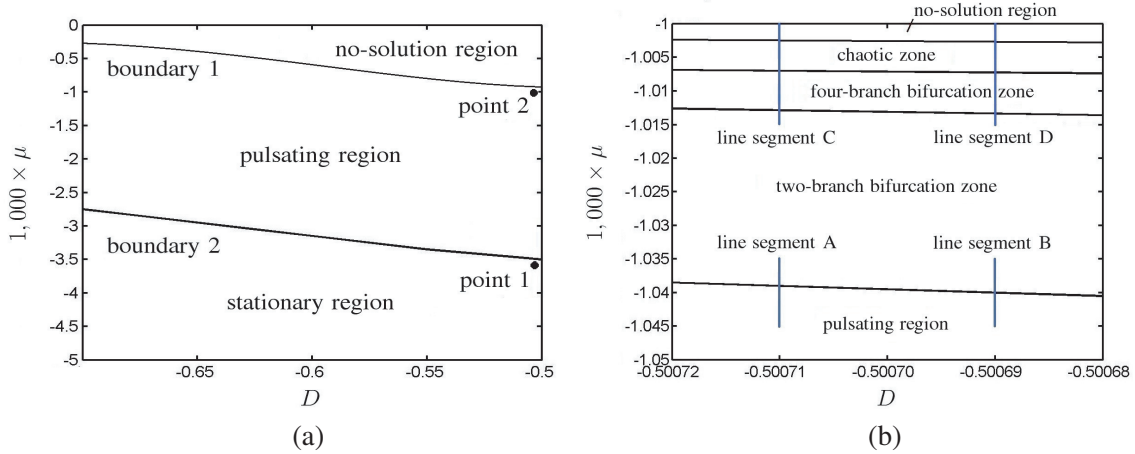 0
-0.5
-1
-1.5
-2
-2.5
-3
-3.5
-4
-4.5
-5
1,000 × μ
no-solution region
boundary 1
point 2
pulsating region
boundary 2
point 1
stationary region
-0.65
-0.6
-0.55
-0.5
D
(a)
-1
-1.005
-1.01
-1.015
-1.02
-1.025
-1.03
-1.035
-1.04
-1.045
-1.05
1,000 × μ
no-solution region
chaotic zone
four-branch bifurcation zone
line segment C
line segment D
two-branch bifurcation zone
line segment A
line segment B
pulsating region
-0.50072
-0.50071
-0.50070
-0.50069
-0.50068
D
(b)